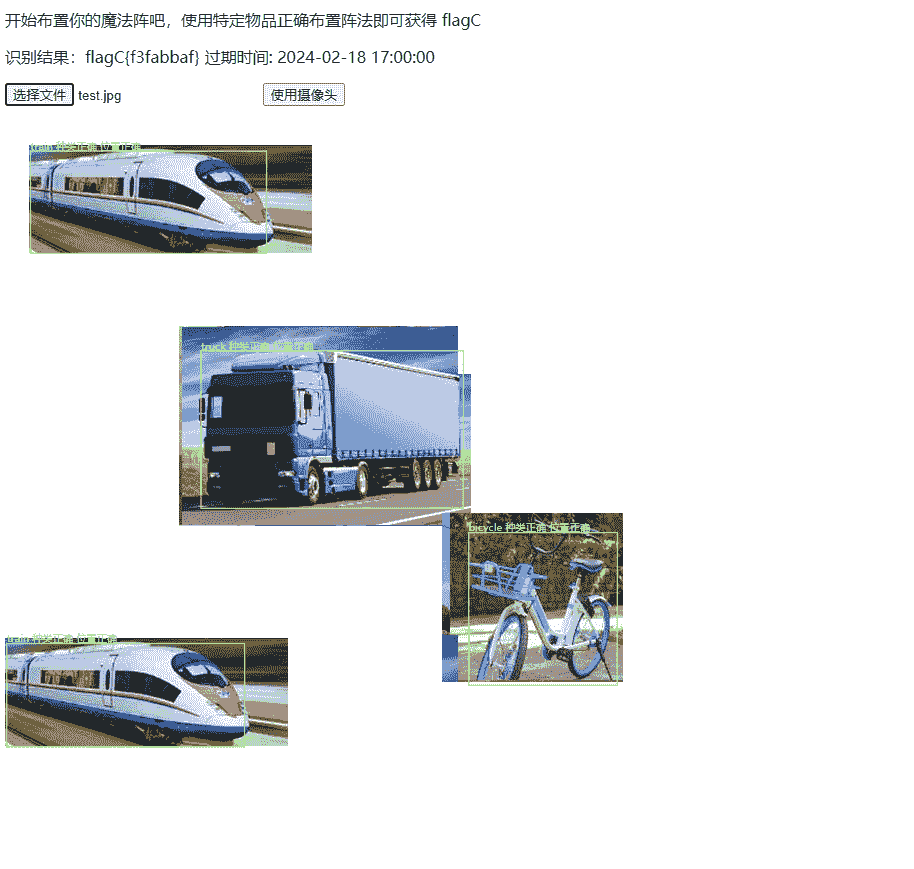 开始布置你的魔法阵吧，使用特定物品正确布置阵法即可获得 flagC
识别结果：flagC{f3fabbaf} 过期时间: 2024-02-18 17:00:00
选择文件 test.jpg 使用摄像头
train 种类正确 位置正确
truck 种类正确 位置正确
bicycle 种类正确 位置正确
train 种类正确 位置正确